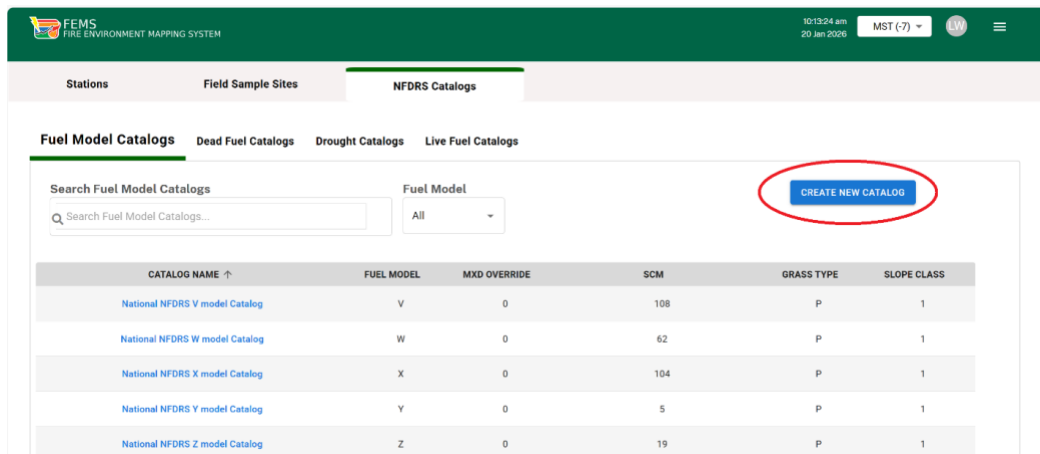 FEMS
FIRE ENVIRONMENT MAPPING SYSTEM
10:13:24 am
20 Jan 2026
MST (-7)
LW
Stations Field Sample Sites NFDRS Catalogs
Fuel Model Catalogs Dead Fuel Catalogs Drought Catalogs Live Fuel Catalogs
Search Fuel Model Catalogs Fuel Model
CREATE NEW CATALOG
Search Fuel Model Catalogs... All
CATALOG NAME ↑ FUEL MODEL MXD OVERRIDE SCM GRASS TYPE SLOPE CLASS
National NFDRS V model Catalog V 0 108 P 1
National NFDRS W model Catalog W 0 62 P 1
National NFDRS X model Catalog X 0 104 P 1
National NFDRS Y model Catalog Y 0 5 P 1
National NFDRS Z model Catalog Z 0 19 P 1